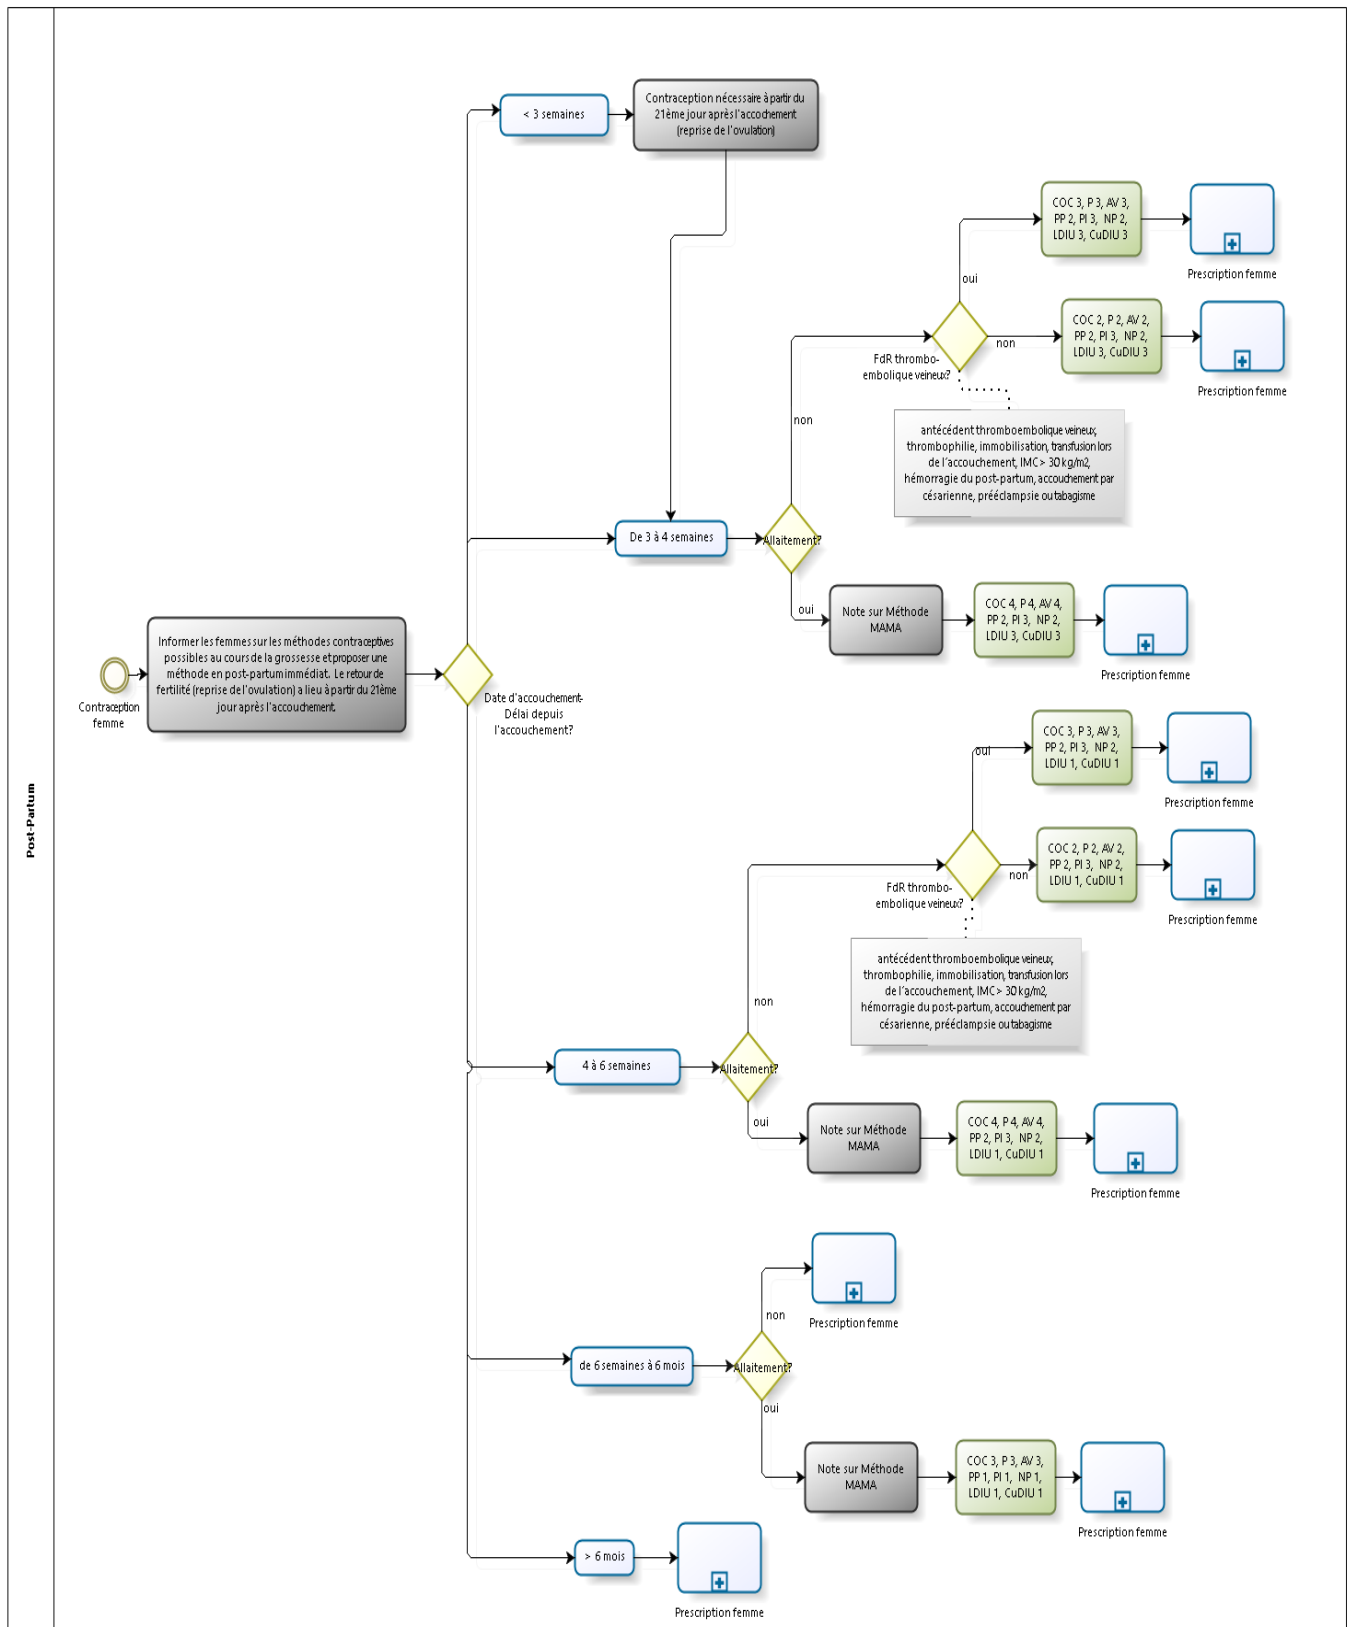 Post-Partum
Contraception
femme
Informer les femmes sur les méthodes contraceptives
possibles au cours de la grossesse et proposer une
méthode en post-partum immédiat. Le retour de
fertilité (reprise de l'ovulation) a lieu à partir du 21ème
jour après l'accouchement.
Date d'accouchement-
Délai depuis
l'accouchement?
< 3 semaines
Contraception nécessaire à partir du
21ème jour après l'accochement
(reprise de l'ovulation)
De 3 à 4 semaines
Allaitement?
non
FdR thrombo-
embolique veineux?
oui
COC 3, P 3, AV 3,
PP 2, PI 3, NP 2,
LDIU 3, CuDIU 3
Prescription femme
non
COC 2, P 2, AV 2,
PP 2, PI 3, NP 2,
LDIU 3, CuDIU 3
Prescription femme
antécédent thromboembolique veineux,
thrombophilie, immobilisation, transfusion lors
de l'accouchement, IMC > 30 kg/m2,
hémorragie du post-partum, accouchement par
césarienne, prééclampsie ou tabagisme
oui
Note sur Méthode
MAMA
COC 4, P 4, AV 4,
PP 2, PI 3, NP 2,
LDIU 3, CuDIU 3
Prescription femme
4 à 6 semaines
Allaitement?
non
FdR thrombo-
embolique veineux?
oui
COC 3, P 3, AV 3,
PP 2, PI 3, NP 2,
LDIU 1, CuDIU 1
Prescription femme
non
COC 2, P 2, AV 2,
PP 2, PI 3, NP 2,
LDIU 1, CuDIU 1
Prescription femme
antécédent thromboembolique veineux,
thrombophilie, immobilisation, transfusion lors
de l'accouchement, IMC > 30 kg/m2,
hémorragie du post-partum, accouchement par
césarienne, prééclampsie ou tabagisme
oui
Note sur Méthode
MAMA
COC 4, P 4, AV 4,
PP 2, PI 3, NP 2,
LDIU 1, CuDIU 1
Prescription femme
de 6 semaines à 6 mois
Allaitement?
non
Prescription femme
oui
Note sur Méthode
MAMA
COC 3, P 3, AV 3,
PP 1, PI 1, NP 1,
LDIU 1, CuDIU 1
Prescription femme
> 6 mois
Prescription femme